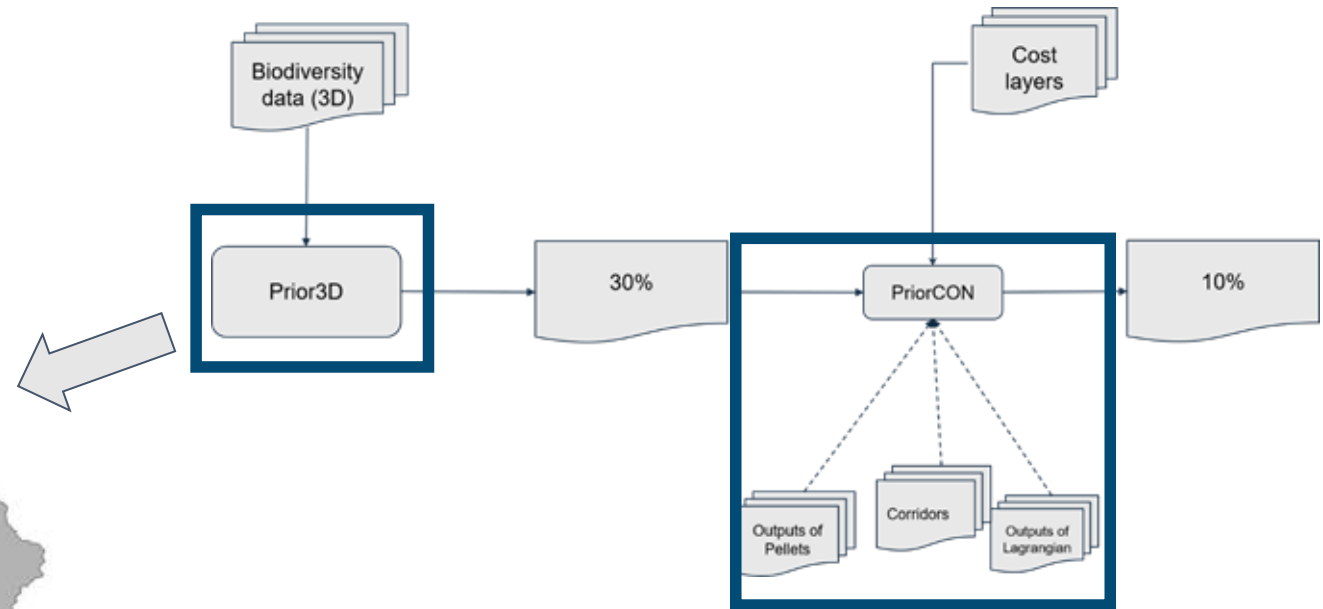 Biodiversity
data (3D)
Cost
layers
Prior3D
30%
PriorCON
10%
Outputs of
Pellets
Corridors
Outputs of
Lagrangian